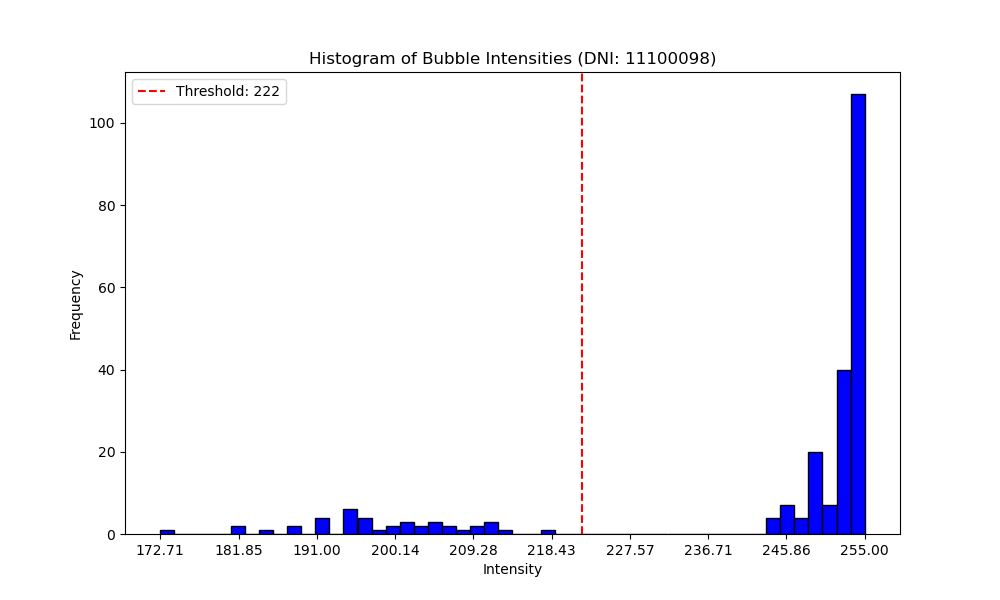 Histogram of Bubble Intensities (DNI: 11100098)
Threshold: 222
Frequency
100
80
60
40
20
0
172.71 181.85 191.00 200.14 209.28 218.43 227.57 236.71 245.86 255.00
Intensity